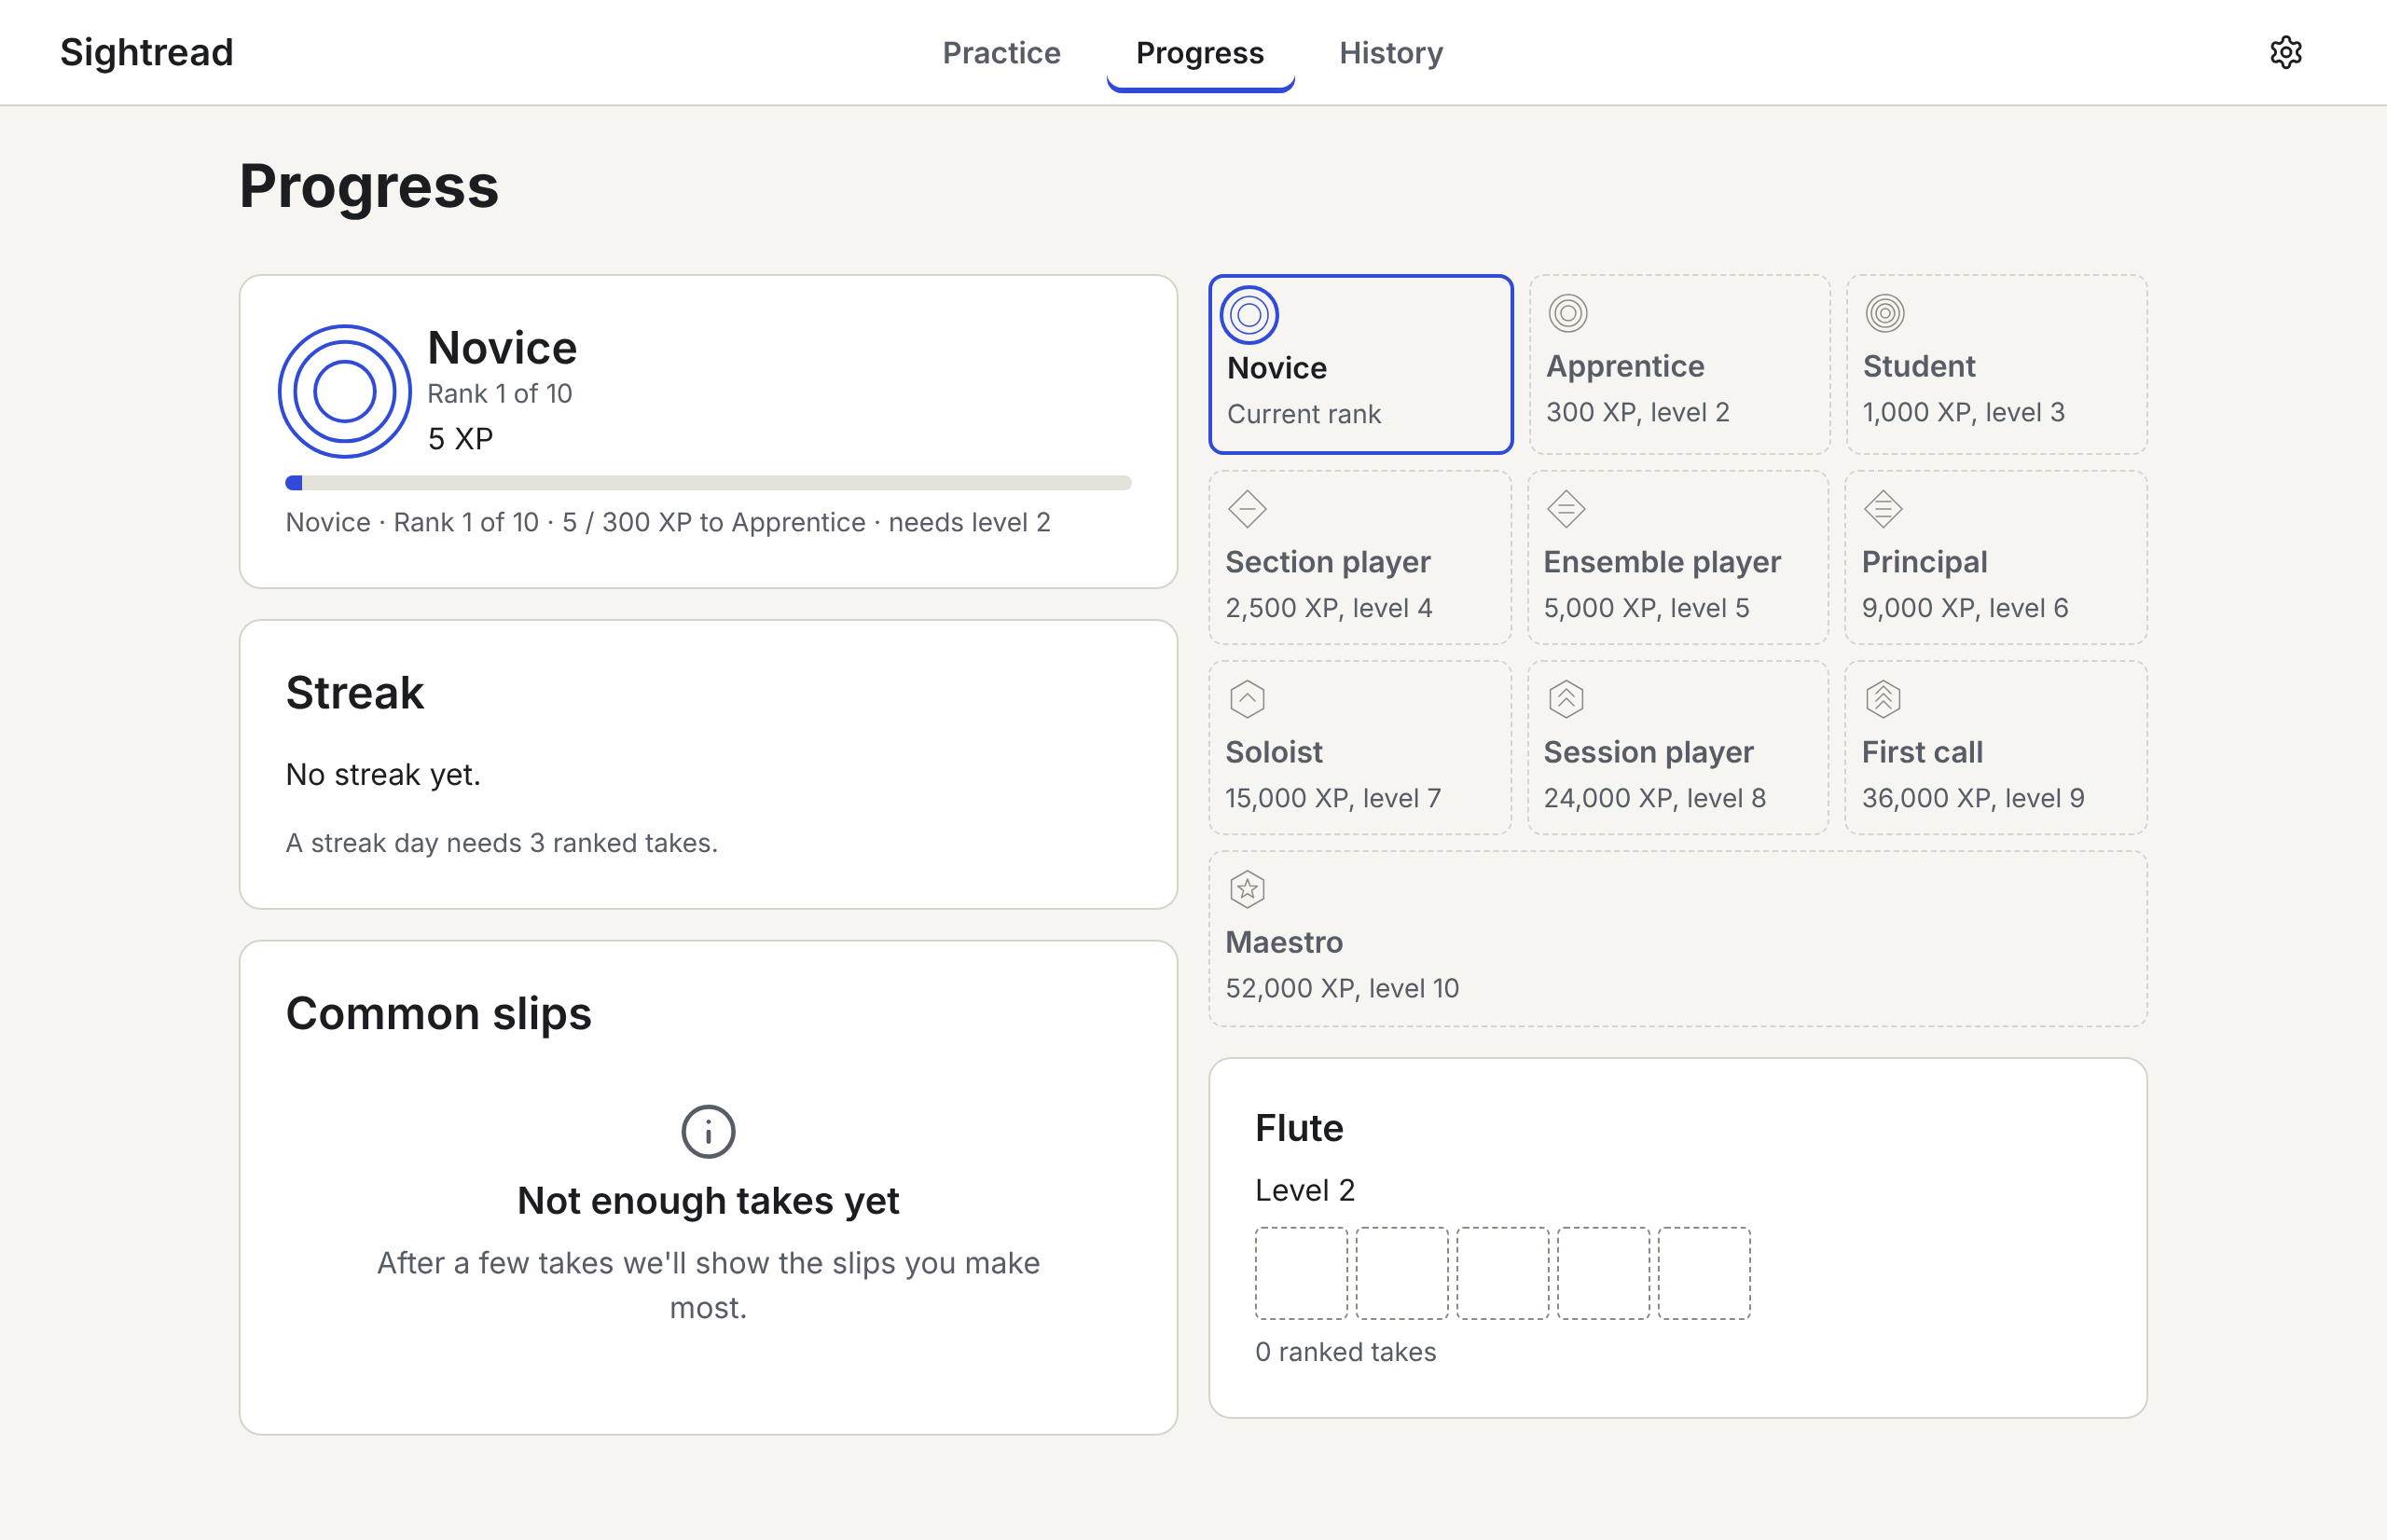 Sightread
Practice
Progress
History
Progress
Novice
Rank 1 of 10
5 XP
Novice · Rank 1 of 10 · 5 / 300 XP to Apprentice · needs level 2
Streak
No streak yet.
A streak day needs 3 ranked takes.
Common slips
Not enough takes yet
After a few takes we'll show the slips you make
most.
Novice
Current rank
Apprentice
300 XP, level 2
Student
1,000 XP, level 3
Section player
2,500 XP, level 4
Ensemble player
5,000 XP, level 5
Principal
9,000 XP, level 6
Soloist
15,000 XP, level 7
Session player
24,000 XP, level 8
First call
36,000 XP, level 9
Maestro
52,000 XP, level 10
Flute
Level 2
0 ranked takes